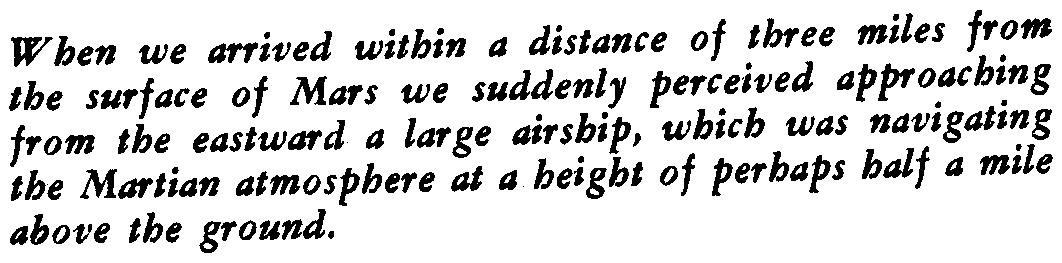 When we arrived within a distance of three miles from
the surface of Mars we suddenly perceived approaching
from the eastward a large airship, which was navigating
the Martian atmosphere at a height of perhaps half a mile
above the ground.